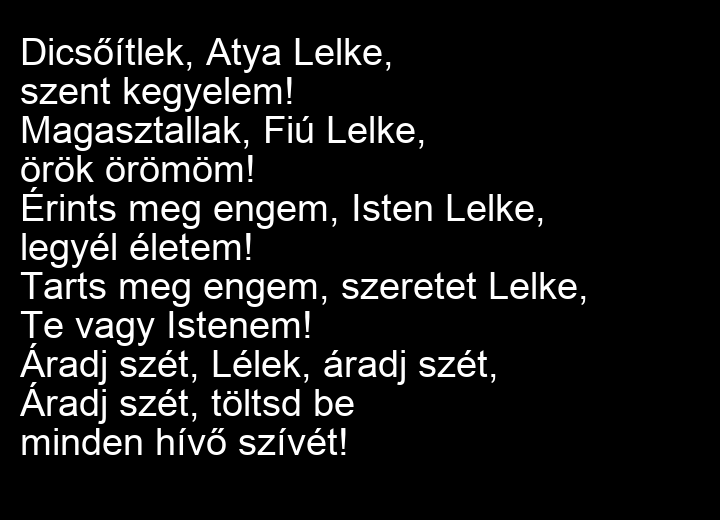 Dicsőítlek, Atya Lelke,
szent kegyelem!
Magasztallak, Fiú Lelke,
örök örömöm!
Érints meg engem, Isten Lelke,
legyél életem!
Tarts meg engem, szeretet Lelke,
Te vagy Istenem!
Áradj szét, Lélek, áradj szét,
Áradj szét, töltsd be
minden hívő szívét!